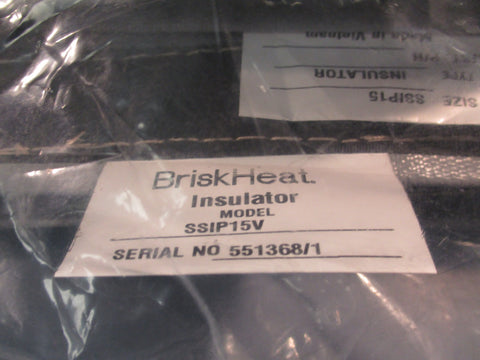 BriskHeat.
Insulator
MODEL
SSIP15V
SERIAL NO 551368/1
SIZE: SSIP15
TYPE INSULATOR
P/N
Made in Vietnam